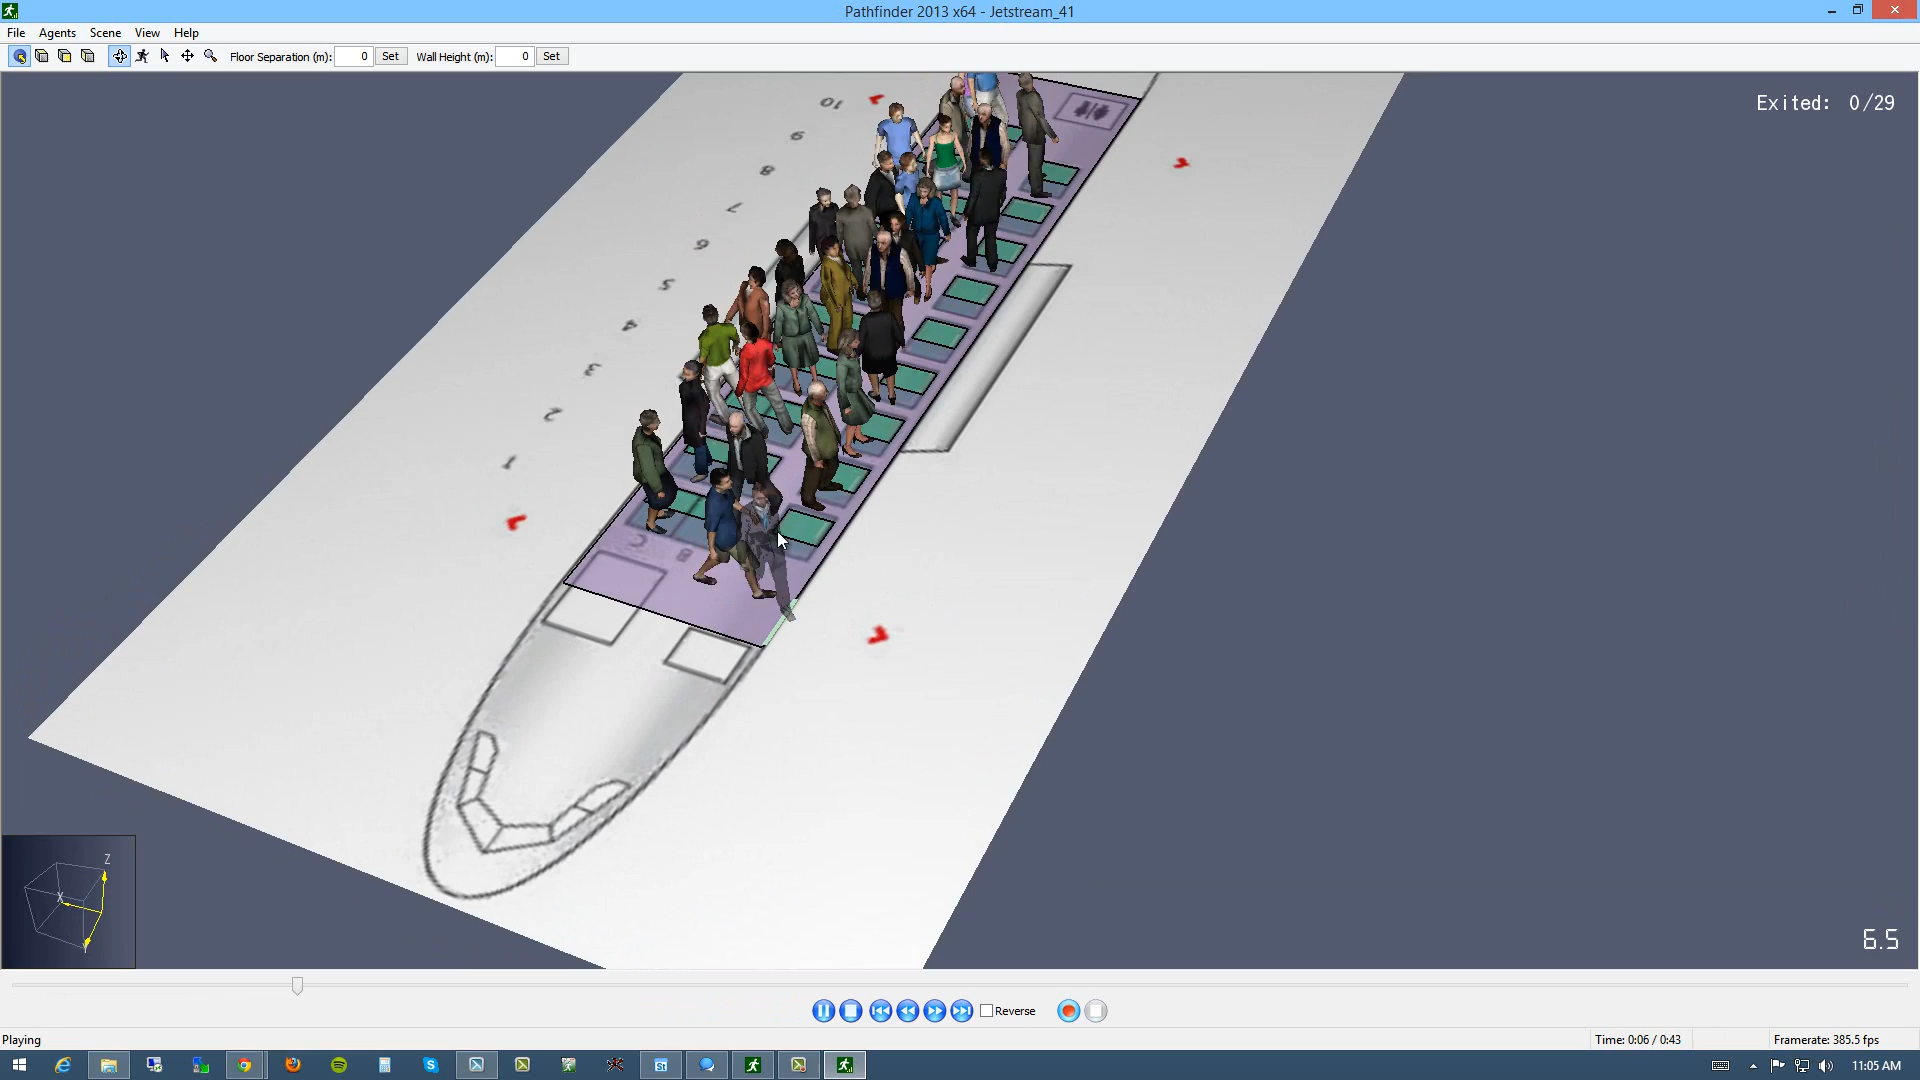 Pathfinder 2013 x64 - Jetstream_41
File Agents Scene View Help
Floor Separation (m): 0 Set Wall Height (m): 0 Set
Exited: 0/29
10
9
8
7
6
5
4
3
2
1
Z
X
Y
6.5
Reverse
Playing
Time: 0:06 / 0:43
Framerate: 385.5 fps
St
11:05 AM